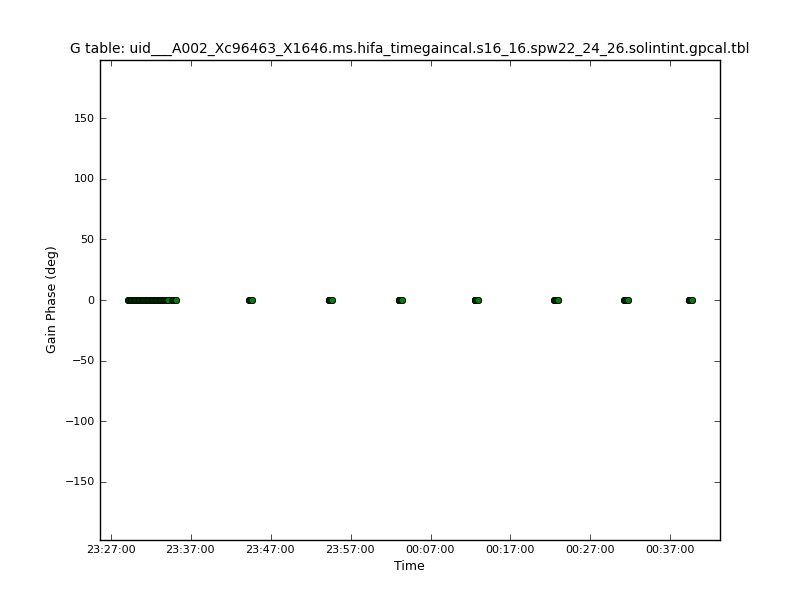 G table: uid___A002_Xc96463_X1646.ms.hifa_timegaincal.s16_16.spw22_24_26.solintint.gpcal.tbl
150
100
50
0
−50
−100
−150
Gain Phase (deg)
23:27:00 23:37:00 23:47:00 23:57:00 00:07:00 00:17:00 00:27:00 00:37:00
Time